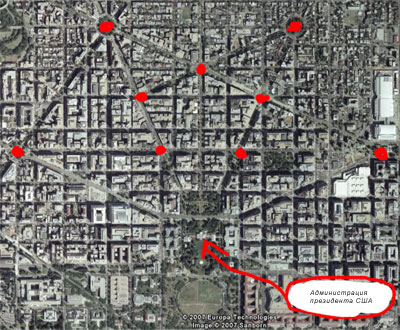 Администрация
президента США
© 2007 Europa Technologies
Image © 2007 Sanborn